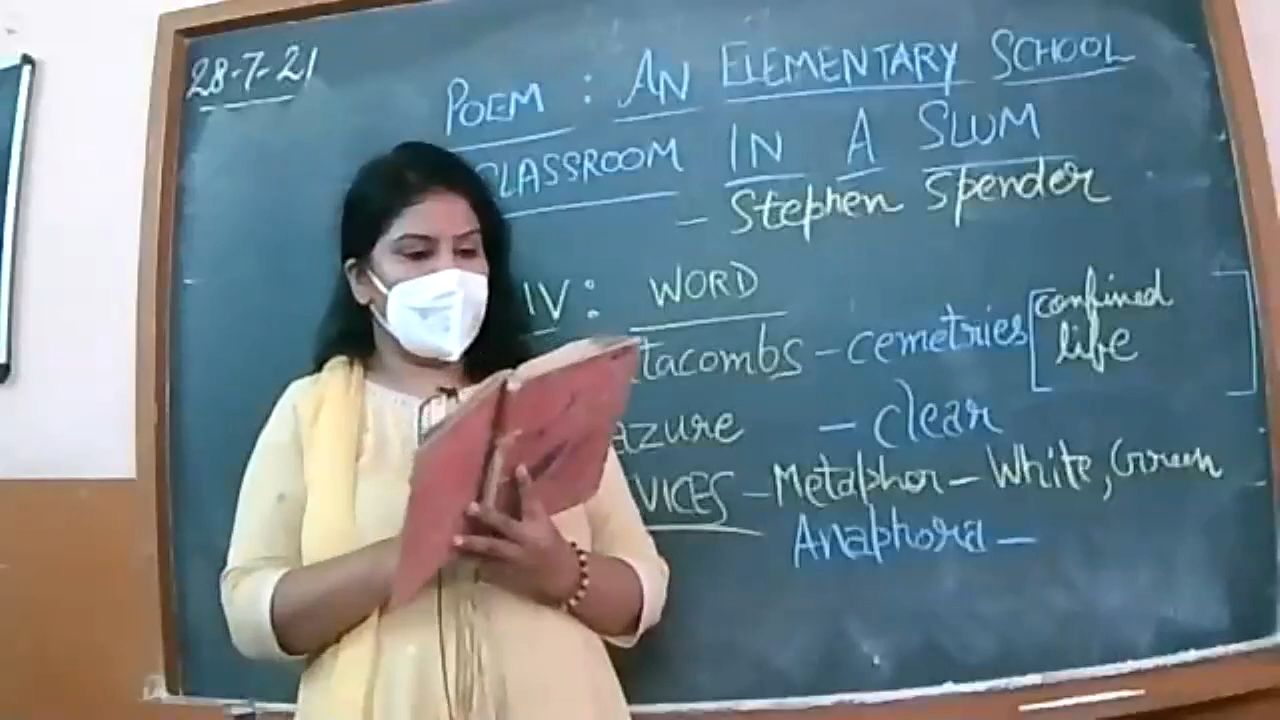 28-7-21
POEM : AN ELEMENTARY SCHOOL
CLASSROOM IN A SLUM
- Stephen Spender
IV : WORD
tacombs - cemetries [confined life]
azure - clear
VICES - Metaphor - White, Green
Anaphora -